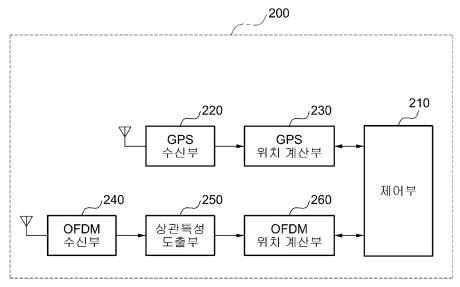 200
220
230
210
GPS
수신부
GPS
위치 계산부
제어부
240
250
260
OFDM
수신부
상관특성
도출부
OFDM
위치 계산부